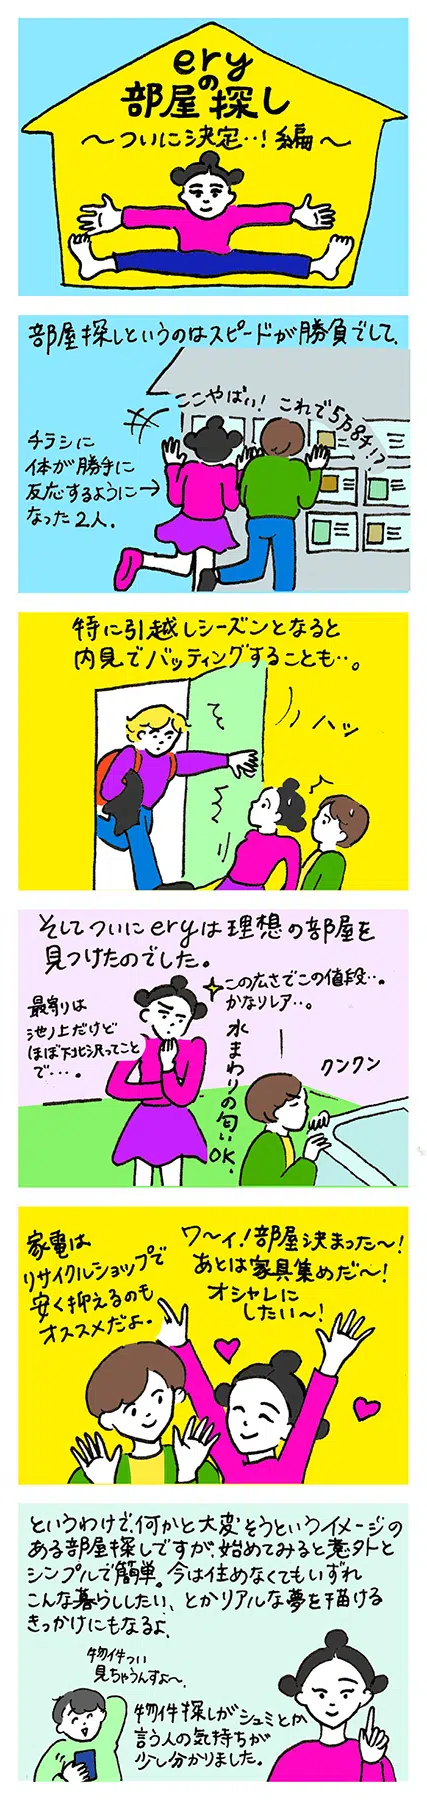 ery
の
部屋探し
〜ついに決定‥!編〜
部屋探しというのはスピードが勝負でして、
ここやばい!
これで5万8千!?
チラシに
体が勝手に
反応するように→
なった2人.
特に引越しシーズンとなると
内見でバッティングすることも‥。
ハッ
そしてついにeryは理想の部屋を
見つけたのでした。
この広さでこの値段‥。
かなりレア‥。
最寄りは
池ノ上だけど
ほぼ下北沢ってこと
で‥‥。
水まわりの匂いOK.
クンクン
家電は
リサイクルショップで
安く抑えるのも
オススメだよ。
ワ〜イ!部屋決まった〜!
あとは家具集めだ〜!
オシャレに
したい〜!
というわけで、何かと大変そうというイメージの
ある部屋探しですが、始めてみると意外と
シンプルで簡単。今は住めなくてもいずれ
こんな暮らししたい、とかリアルな夢を描ける
きっかけにもなるよ.
物件つい
見ちゃうんすよ〜.
物件探しがシュミとか
言う人の気持ちが
少し分かりました。